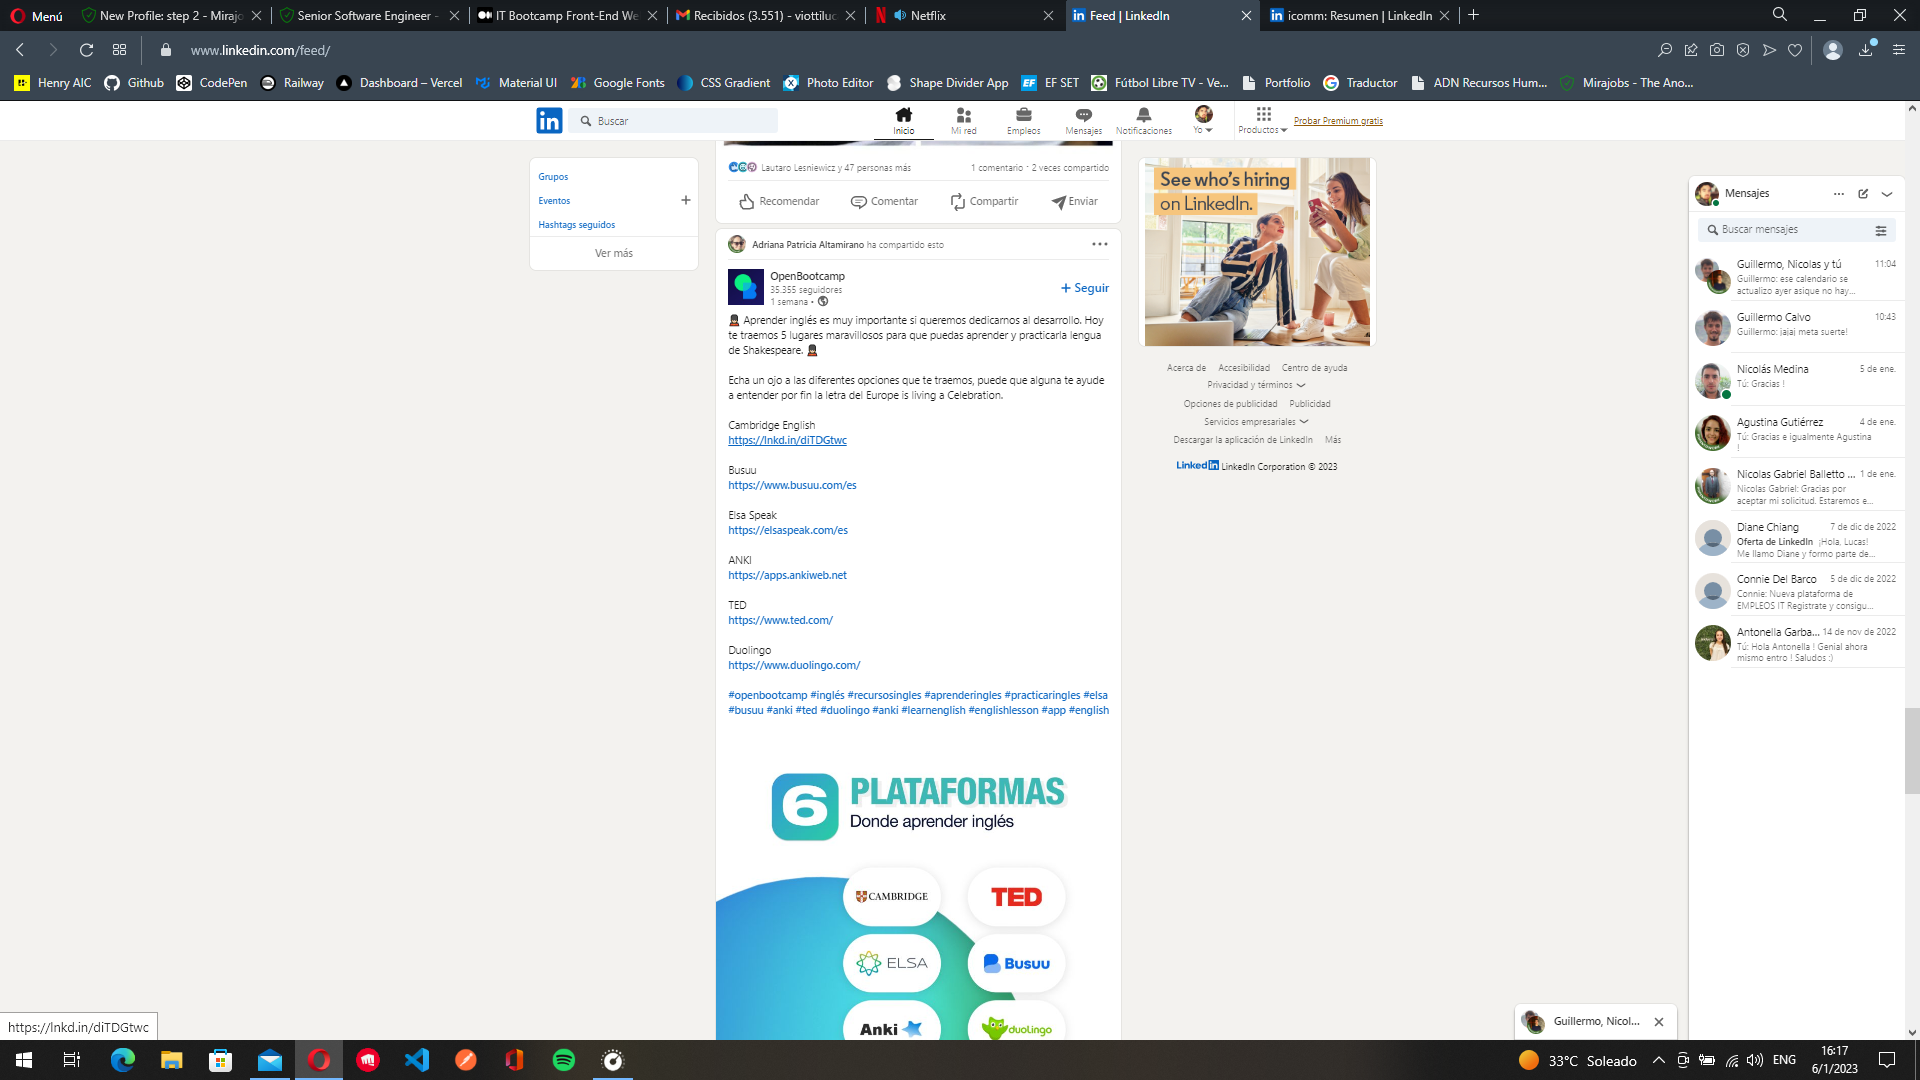 Menú
New Profile: step 2 - Miraj
Senior Software Engineer -
IT Bootcamp Front-End We
Recibidos (3.551) - viottiluc
Netflix
Feed | LinkedIn
icomm: Resumen | LinkedIn
www.linkedin.com/feed/
Henry AIC
Github
CodePen
Railway
Dashboard – Vercel
Material UI
Google Fonts
CSS Gradient
Photo Editor
Shape Divider App
EF SET
Fútbol Libre TV - Ve...
Portfolio
Traductor
ADN Recursos Hum...
Mirajobs - The Ano...
Buscar
Inicio
Mi red
Empleos
Mensajes
Notificaciones
Yo
Productos
Probar Premium gratis
Grupos
Eventos
Hashtags seguidos
Ver más
Lautaro Lesniewicz y 47 personas más
1 comentario · 2 veces compartido
Recomendar
Comentar
Compartir
Enviar
Adriana Patricia Altamirano ha compartido esto
OpenBootcamp
35.355 seguidores
1 semana •
+ Seguir
Aprender inglés es muy importante si queremos dedicarnos al desarrollo. Hoy
te traemos 5 lugares maravillosos para que puedas aprender y practicarla lengua
de Shakespeare.
Echa un ojo a las diferentes opciones que te traemos, puede que alguna te ayude
a entender por fin la letra del Europe is living a Celebration.
Cambridge English
https://lnkd.in/diTDGtwc
Busuu
https://www.busuu.com/es
Elsa Speak
https://elsaspeak.com/es
ANKI
https://apps.ankiweb.net
TED
https://www.ted.com/
Duolingo
https://www.duolingo.com/
#openbootcamp #inglés #recursosingles #aprenderingles #practicaringles #elsa
#busuu #anki #ted #duolingo #anki #learnenglish #englishlesson #app #english
6 PLATAFORMAS
Donde aprender inglés
CAMBRIDGE
TED
ELSA
Busuu
Anki
duolingo
See who's hiring
on LinkedIn.
Acerca de
Accesibilidad
Centro de ayuda
Privacidad y términos
Opciones de publicidad
Publicidad
Servicios empresariales
Descargar la aplicación de LinkedIn
Más
LinkedIn LinkedIn Corporation © 2023
Mensajes
Buscar mensajes
Guillermo, Nicolas y tú 11:04
Guillermo: ese calendario se
actualizo ayer asique no hay...
Guillermo Calvo 10:43
Guillermo: jajaj meta suerte!
Nicolás Medina 5 de ene.
Tú: Gracias !
Agustina Gutiérrez 4 de ene.
Tú: Gracias e igualmente Agustina
!
Nicolas Gabriel Balletto ... 1 de ene.
Nicolas Gabriel: Gracias por
aceptar mi solicitud. Estaremos e...
Diane Chiang 7 de dic de 2022
Oferta de LinkedIn ¡Hola, Lucas!
Me llamo Diane y formo parte de...
Connie Del Barco 5 de dic de 2022
Connie: Nueva plataforma de
EMPLEOS IT Registrate y consigu...
Antonella Garba... 14 de nov de 2022
Tú: Hola Antonella ! Genial ahora
mismo entro ! Saludos :)
Guillermo, Nicol...
https://lnkd.in/diTDGtwc
33°C Soleado
ENG
16:17
6/1/2023